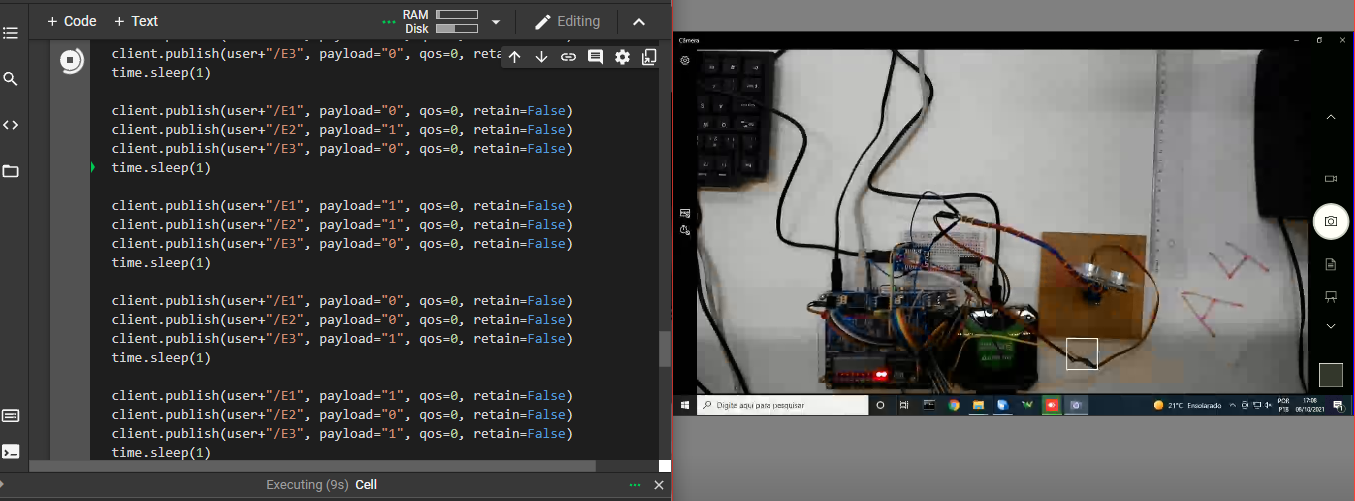 + Code + Text
RAM
Disk
Editing
client.publish(user+"/E3", payload="0", qos=0,
time.sleep(1)
client.publish(user+"/E1", payload="0", qos=0, retain=False)
client.publish(user+"/E2", payload="1", qos=0, retain=False)
client.publish(user+"/E3", payload="0", qos=0, retain=False)
time.sleep(1)
client.publish(user+"/E1", payload="1", qos=0, retain=False)
client.publish(user+"/E2", payload="1", qos=0, retain=False)
client.publish(user+"/E3", payload="0", qos=0, retain=False)
time.sleep(1)
client.publish(user+"/E1", payload="0", qos=0, retain=False)
client.publish(user+"/E2", payload="0", qos=0, retain=False)
client.publish(user+"/E3", payload="1", qos=0, retain=False)
time.sleep(1)
client.publish(user+"/E1", payload="1", qos=0, retain=False)
client.publish(user+"/E2", payload="0", qos=0, retain=False)
client.publish(user+"/E3", payload="1", qos=0, retain=False)
time.sleep(1)
Executing (9s) Cell
Câmera
A4
Digite aqui para pesquisar
21°C Ensolarado
POR
PTB
17:08
06/10/2021